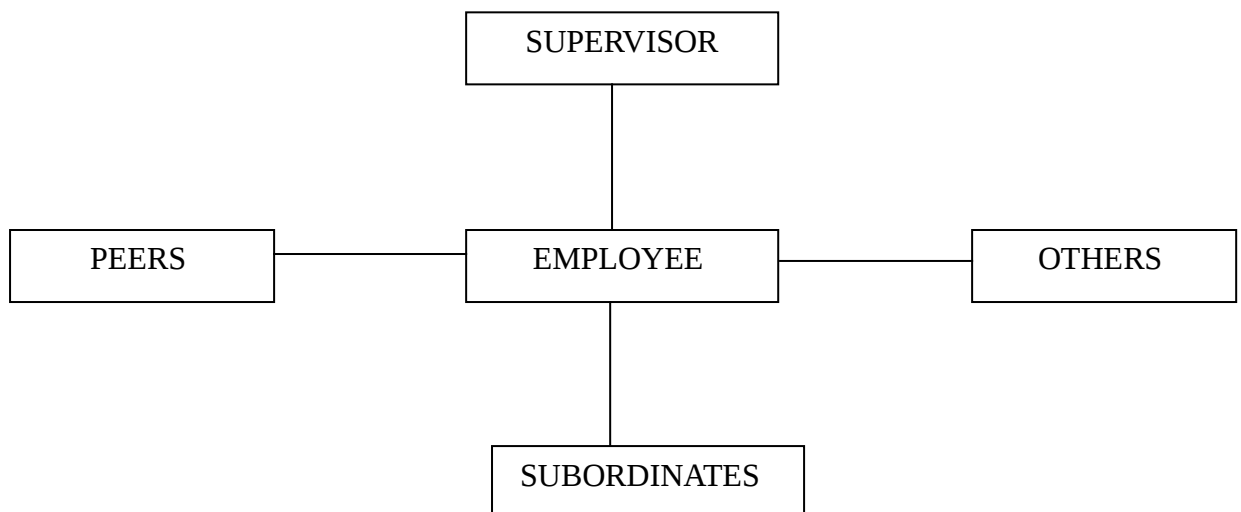 SUPERVISOR
PEERS
EMPLOYEE
OTHERS
SUBORDINATES